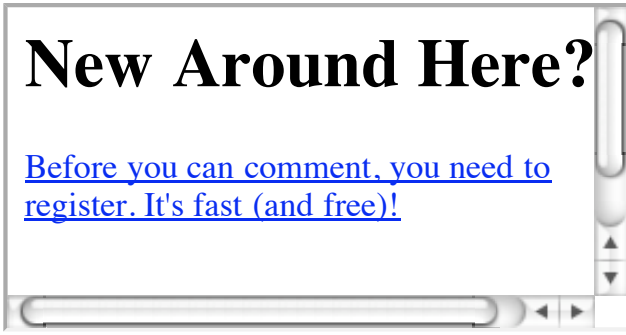 New Around Here?
Before you can comment, you need to
register. It's fast (and free)!